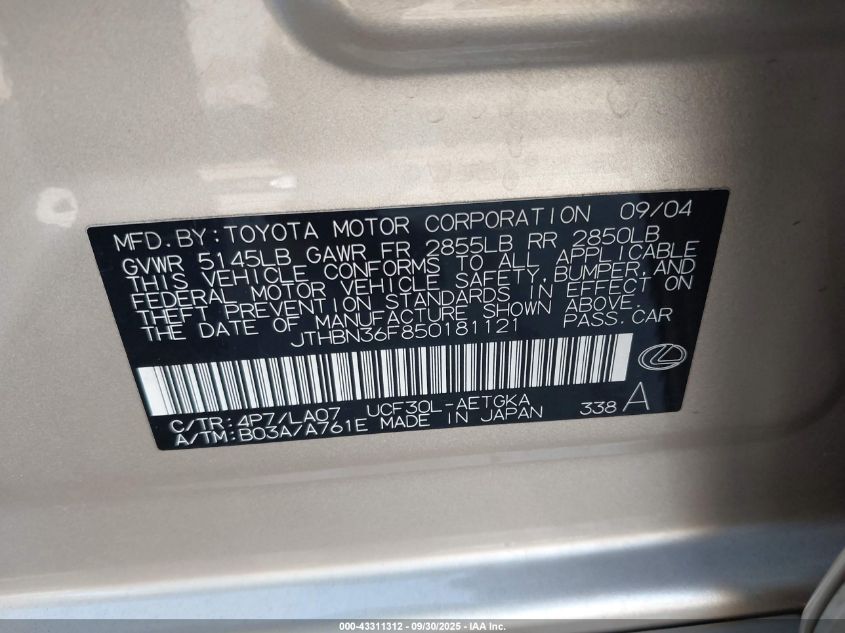 MFD. BY: TOYOTA MOTOR CORPORATION 09/04
GVWR 5145LB GAWR FR 2855LB RR 2850LB
THIS VEHICLE CONFORMS TO ALL APPLICABLE
FEDERAL MOTOR VEHICLE SAFETY, BUMPER, AND
THEFT PREVENTION STANDARDS IN EFFECT ON
THE DATE OF MANUFACTURE SHOWN ABOVE.
JTHBN36F850181121 PASS. CAR
C/TR: 4P7/LA07 UCF30L-AETGKA
A/TM: B03A/A761E MADE IN JAPAN 338 A
000-43311312 - 09/30/2025 - IAA Inc.